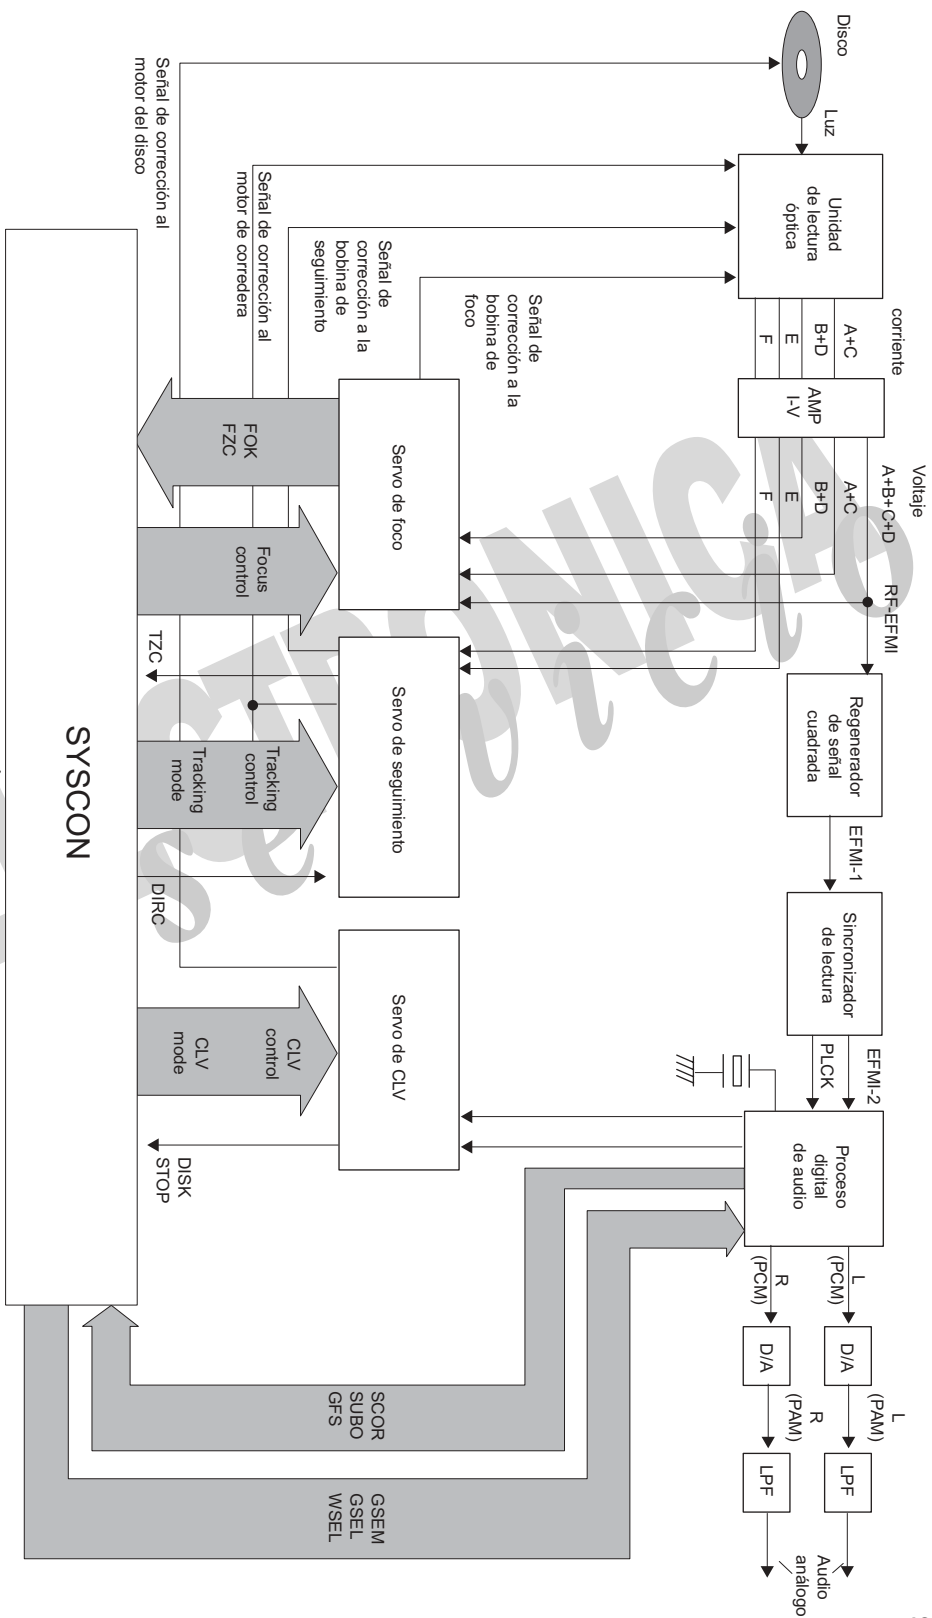 Disco
Luz
Unidad
de lectura
óptica
corriente
A+C
B+D
E
F
AMP
I-V
Voltaje
A+B+C+D
A+C
B+D
E
F
RF-EFMI
Regenerador
de señal
cuadrada
EFMI-1
Sincronizador
de lectura
EFMI-2
PLCK
Proceso
digital
de audio
L
(PCM)
R
(PCM)
D/A
D/A
L
(PAM)
R
(PAM)
LPF
LPF
Audio
análogo
Señal de corrección al
motor del disco
Señal de corrección al
motor de corredera
Señal de
corrección a la
bobina de
seguimiento
Señal de
corrección a la
bobina de
foco
Servo de foco
Servo de seguimiento
Servo de CLV
FOK
FZC
Focus
control
TZC
Tracking
control
Tracking
mode
DIRC
CLV
control
CLV
mode
DISK
STOP
SCOR
SUBO
GFS
GSEM
GSEL
WSEL
SYSCON
CTRONICA
servicio